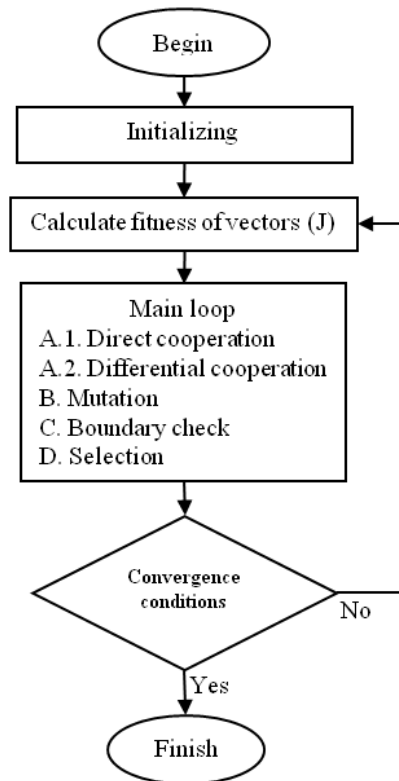 Begin
Initializing
Calculate fitness of vectors (J)
Main loop
A.1. Direct cooperation
A.2. Differential cooperation
B. Mutation
C. Boundary check
D. Selection
Convergence
conditions
No
Yes
Finish